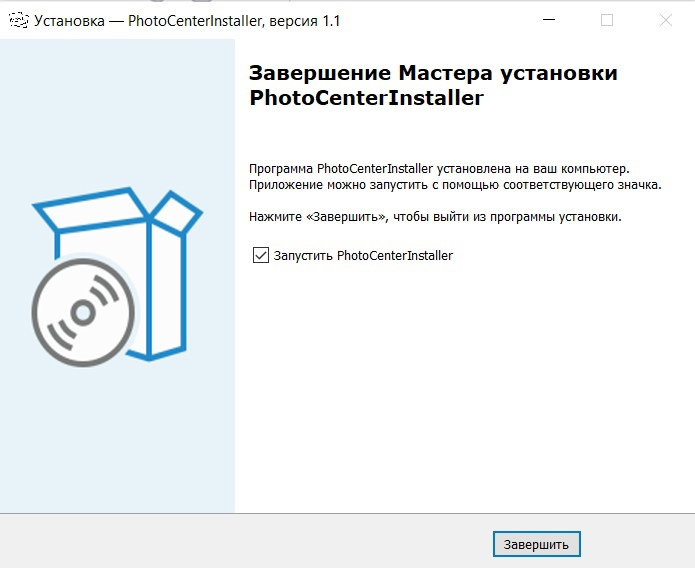 Установка — PhotoCenterInstaller, версия 1.1
Завершение Мастера установки
PhotoCenterInstaller
Программа PhotoCenterInstaller установлена на ваш компьютер.
Приложение можно запустить с помощью соответствующего значка.
Нажмите «Завершить», чтобы выйти из программы установки.
Запустить PhotoCenterInstaller
Завершить